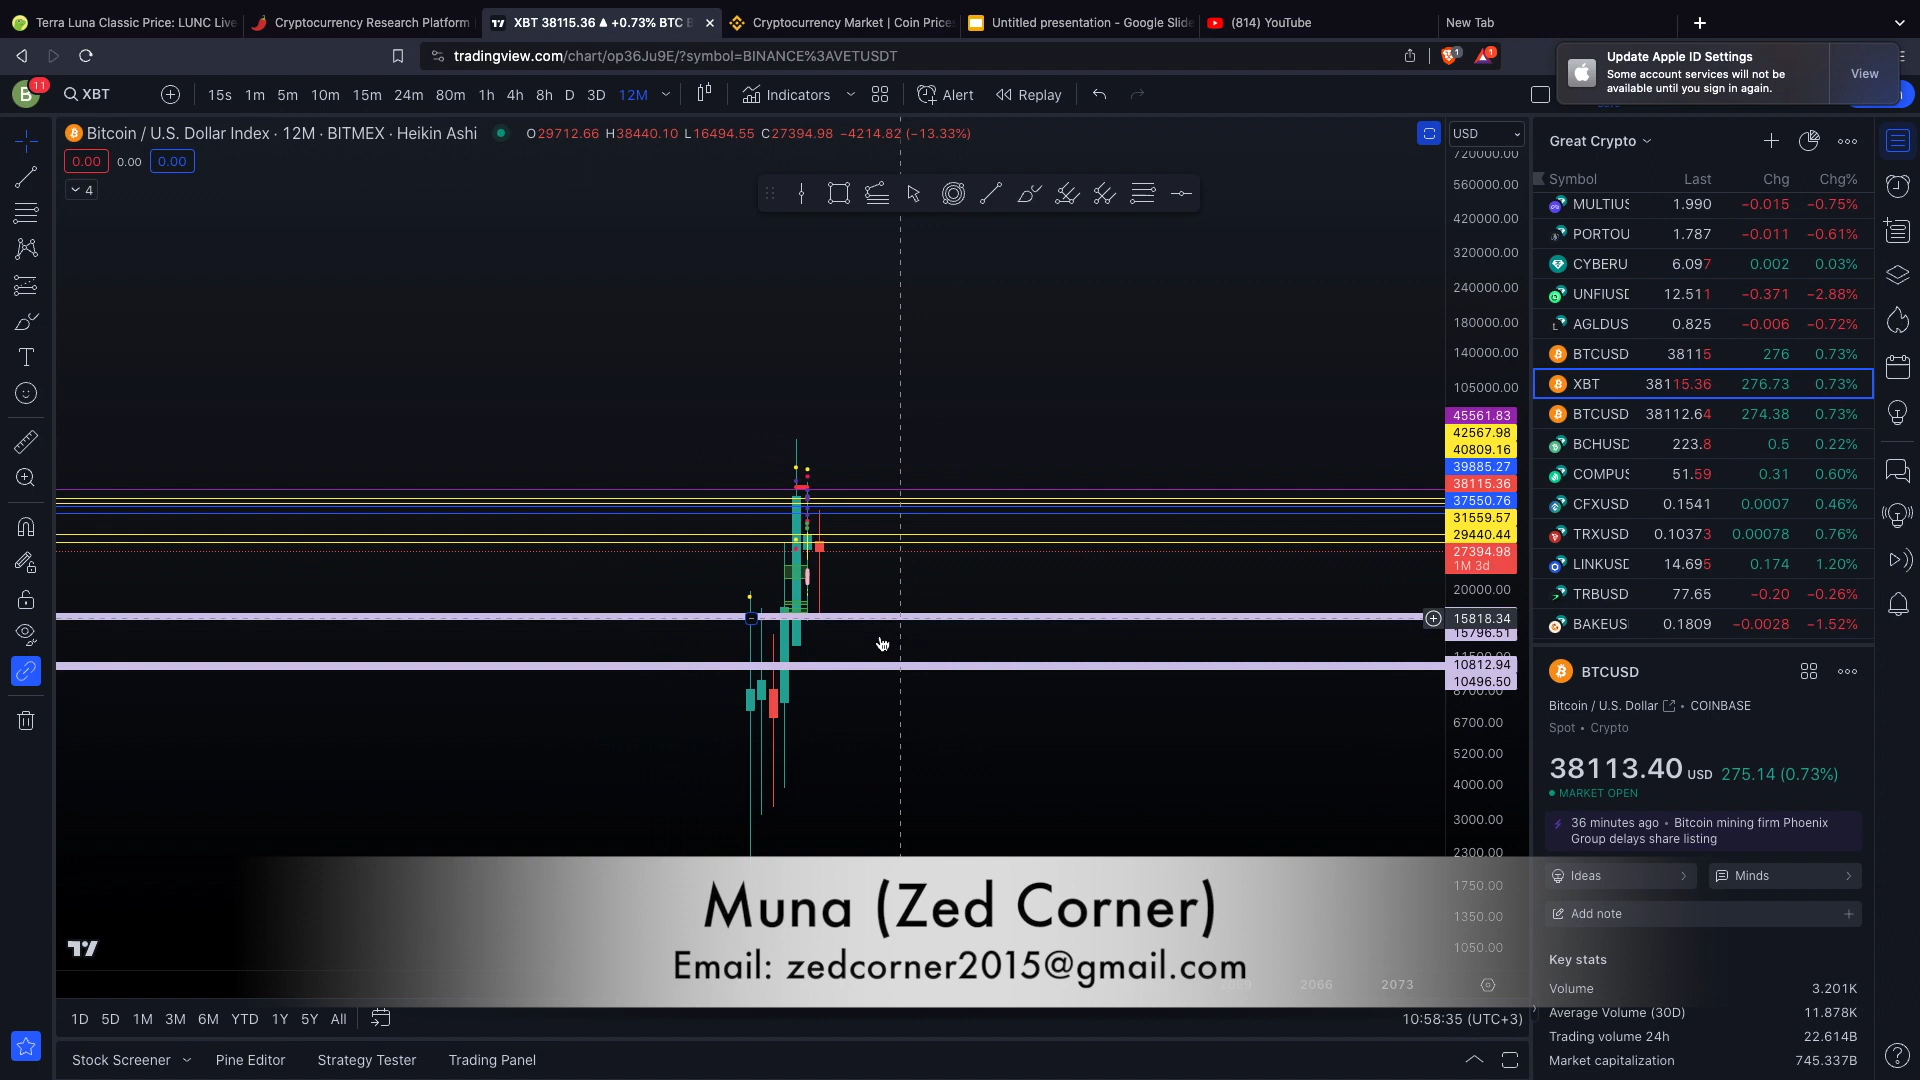 Terra Luna Classic Price: LUNC Live
Cryptocurrency Research Platform
XBT 38115.36 ▲ +0.73% BTC B
Cryptocurrency Market | Coin Price
Untitled presentation - Google Slide
(814) YouTube
New Tab
tradingview.com/chart/op36Ju9E/?symbol=BINANCE%3AVETUSDT
1
1
Update Apple ID Settings
Some account services will not be
available until you sign in again.
View
B
11
XBT
15s 1m 5m 10m 15m 24m 80m 1h 4h 8h D 3D 12M
Indicators
Alert
Replay
Bitcoin / U.S. Dollar Index · 12M · BITMEX · Heikin Ashi
O29712.66 H38440.10 L16494.55 C27394.98 −4214.82 (−13.33%)
0.00 0.00 0.00
4
USD
720000.00
560000.00
420000.00
320000.00
240000.00
180000.00
140000.00
105000.00
45561.83
42567.98
40809.16
39885.27
38115.36
37550.76
31559.57
29440.44
27394.98
1M 3d
20000.00
15818.34
15796.51
11500.00
10812.94
10496.50
8700.00
6700.00
5200.00
4000.00
3000.00
2300.00
1750.00
1350.00
1050.00
2066 2073
Great Crypto
Symbol Last Chg Chg%
MULTIUS 1.990 −0.015 −0.75%
PORTOU 1.787 −0.011 −0.61%
CYBERU 6.097 0.002 0.03%
UNFIUSD 12.511 −0.371 −2.88%
AGLDUS 0.825 −0.006 −0.72%
BTCUSD 38115 276 0.73%
XBT 38115.36 276.73 0.73%
BTCUSD 38112.64 274.38 0.73%
BCHUSD 223.8 0.5 0.22%
COMPUS 51.59 0.31 0.60%
CFXUSD 0.1541 0.0007 0.46%
TRXUSD 0.10373 0.00078 0.76%
LINKUSD 14.695 0.174 1.20%
TRBUSD 77.65 −0.20 −0.26%
BAKEUS 0.1809 −0.0028 −1.52%
BTCUSD
Bitcoin / U.S. Dollar • COINBASE
Spot • Crypto
38113.40 USD 275.14 (0.73%)
MARKET OPEN
36 minutes ago • Bitcoin mining firm Phoenix
Group delays share listing
Ideas
Minds
Add note
Key stats
Volume 3.201K
Average Volume (30D) 11.878K
Trading volume 24h 22.614B
Market capitalization 745.337B
Muna (Zed Corner)
Email: zedcorner2015@gmail.com
1D 5D 1M 3M 6M YTD 1Y 5Y All
10:58:35 (UTC+3)
Stock Screener
Pine Editor
Strategy Tester
Trading Panel